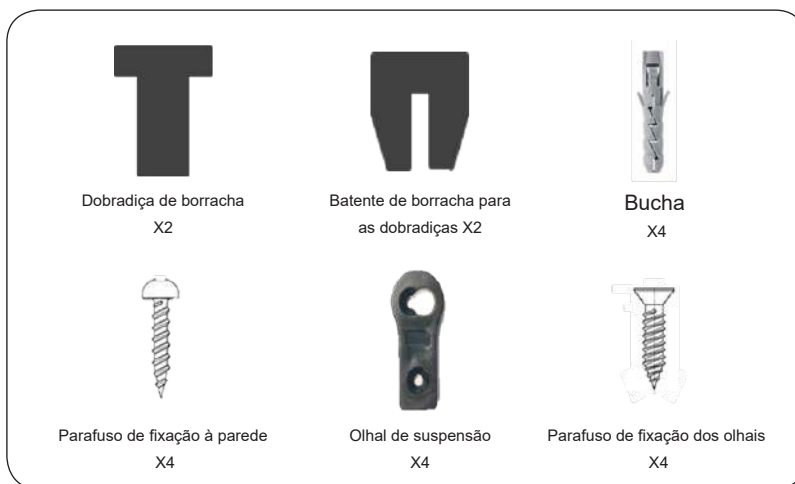 Dobradiça de borracha
X2
Batente de borracha para
as dobradiças X2
Bucha
X4
Parafuso de fixação à parede
X4
Olhal de suspensão
X4
Parafuso de fixação dos olhais
X4